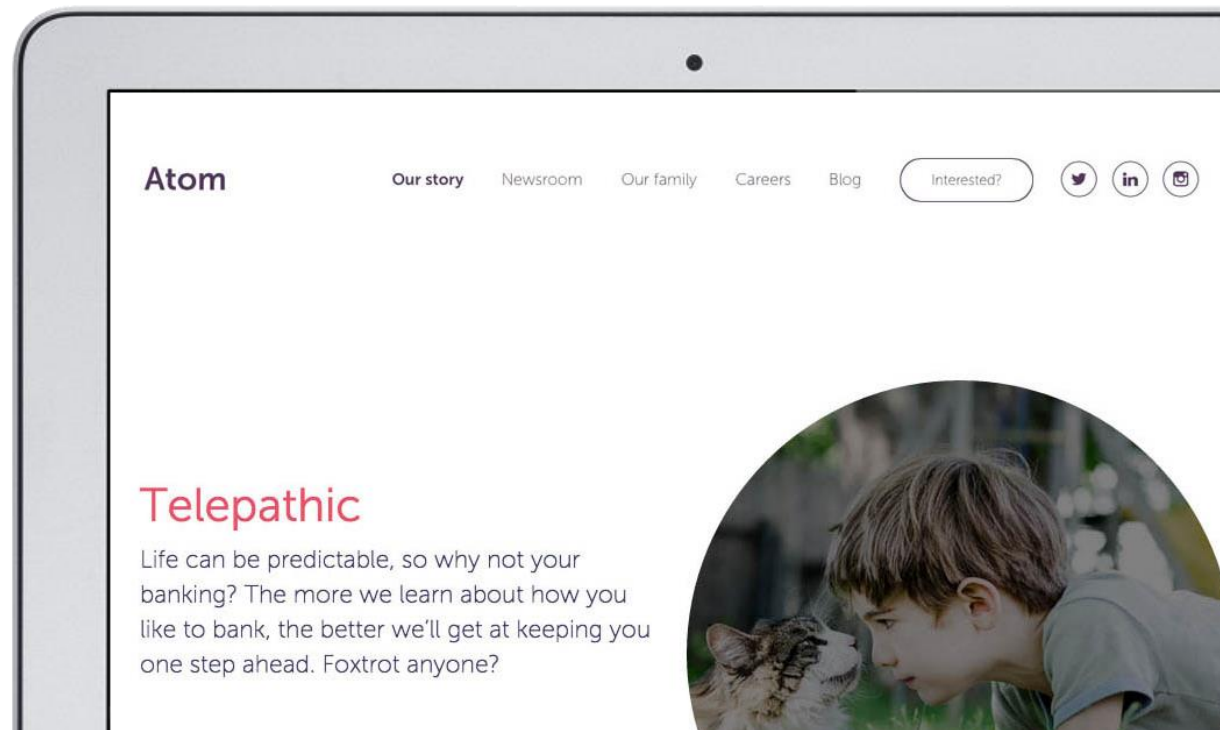 Atom
Our story
Newsroom
Our family
Careers
Blog
Interested?
in
Telepathic
Life can be predictable, so why not your
banking? The more we learn about how you
like to bank, the better we'll get at keeping you
one step ahead. Foxtrot anyone?